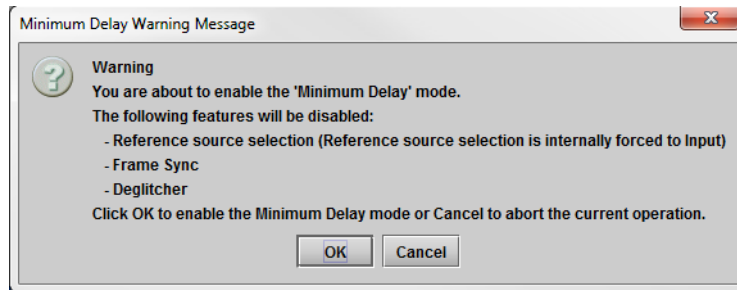 Minimum Delay Warning Message
Warning
You are about to enable the 'Minimum Delay' mode.
The following features will be disabled:
- Reference source selection (Reference source selection is internally forced to Input)
- Frame Sync
- Deglitcher
Click OK to enable the Minimum Delay mode or Cancel to abort the current operation.
OK Cancel